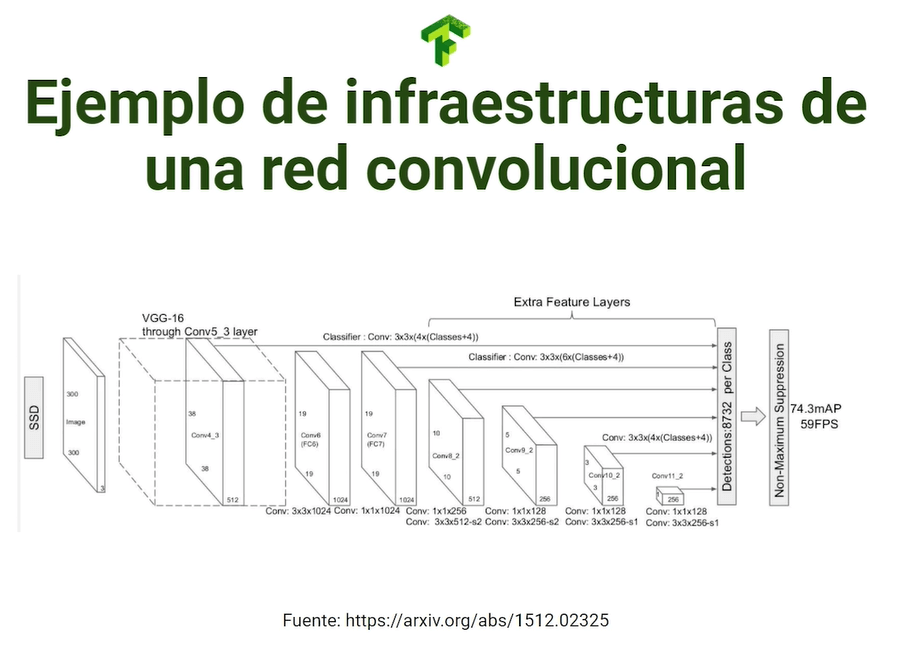 Ejemplo de infraestructuras de
una red convolucional
Extra Feature Layers
VGG-16
through Conv5_3 layer
Classifier : Conv: 3x3x(4x(Classes+4))
Classifier : Conv: 3x3x(6x(Classes+4))
Conv: 3x3x(4x(Classes+4))
SSD
300
Image
300
3
38
Conv4_3
38
512
19
Conv6
(FC6)
19
1024
19
Conv7
(FC7)
19
1024
10
Conv8_2
10
512
5
Conv9_2
5
256
3
Conv10_2
3
256
Conv11_2
1
256
Detections:8732 per Class
Non-Maximum Suppression
74.3mAP
59FPS
Conv: 3x3x1024
Conv: 1x1x1024
Conv: 1x1x256
Conv: 3x3x512-s2
Conv: 1x1x128
Conv: 3x3x256-s2
Conv: 1x1x128
Conv: 3x3x256-s1
Conv: 1x1x128
Conv: 3x3x256-s1
Fuente: https://arxiv.org/abs/1512.02325